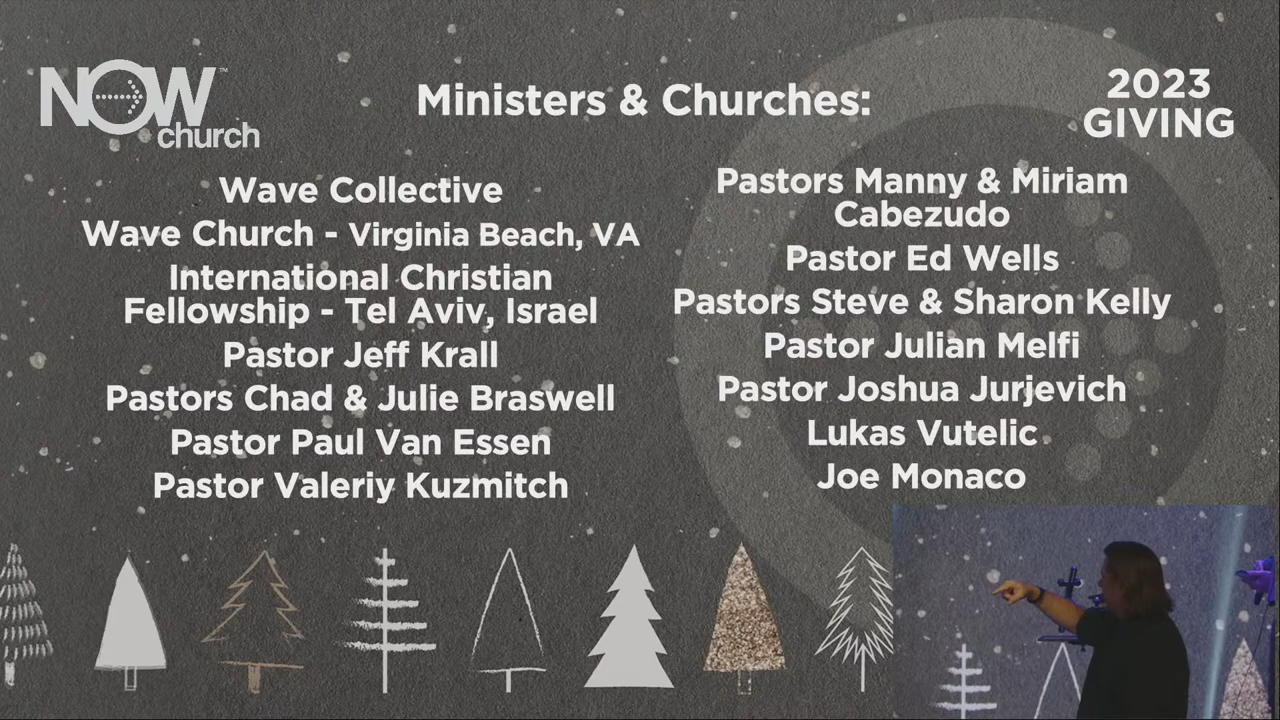 NOW™
church
Ministers & Churches:
2023
GIVING
Wave Collective
Wave Church - Virginia Beach, VA
International Christian
Fellowship - Tel Aviv, Israel
Pastor Jeff Krall
Pastors Chad & Julie Braswell
Pastor Paul Van Essen
Pastor Valeriy Kuzmitch
Pastors Manny & Miriam
Cabezudo
Pastor Ed Wells
Pastors Steve & Sharon Kelly
Pastor Julian Melfi
Pastor Joshua Jurjevich
Lukas Vutelic
Joe Monaco